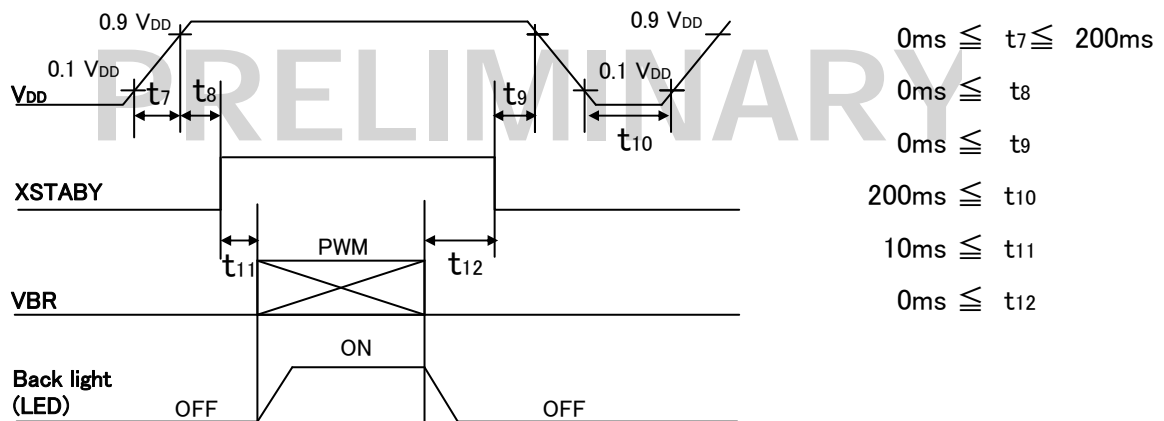 0.9 VDD
0.9 VDD
0ms ≦ t7≦ 200ms
PRELIMINARY
0.1 VDD
0.1 VDD
VDD
t7
t8
t9
t10
0ms ≦ t8
0ms ≦ t9
XSTABY
200ms ≦ t10
PWM
t11
t12
10ms ≦ t11
VBR
0ms ≦ t12
ON
Back light
(LED)
OFF
OFF